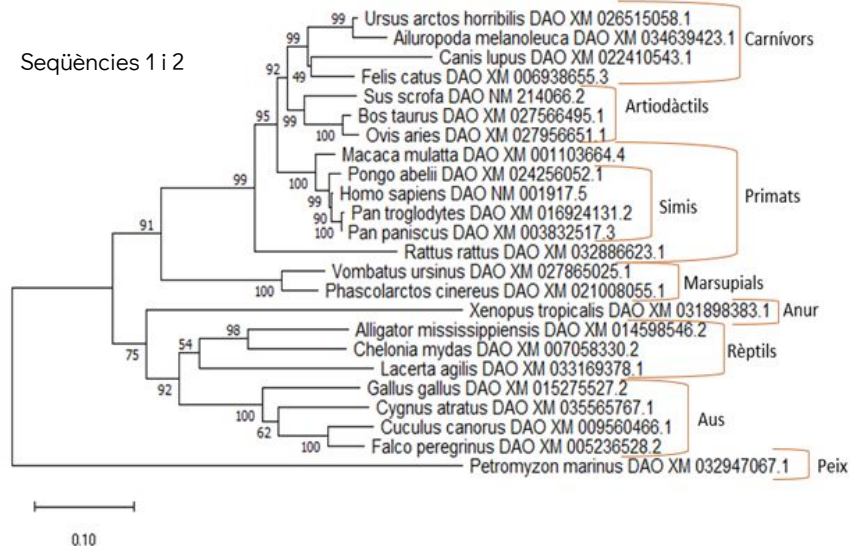 Seqüències 1 i 2
99
Ursus arctos horribilis DAO XM 026515058.1
99
Ailuropoda melanoleuca DAO XM 034639423.1
Carnívors
Canis lupus DAO XM 022410543.1
92
49
Felis catus DAO XM 006938655.3
Sus scrofa DAO NM 214066.2
Artiodàctils
95
99
Bos taurus DAO XM 027566495.1
100
Ovis aries DAO XM 027956651.1
Macaca mulatta DAO XM 001103664.4
Pongo abelii DAO XM 024256052.1
99
100
Homo sapiens DAO NM 001917.5
Primats
99
Simis
90
Pan troglodytes DAO XM 016924131.2
91
100
Pan paniscus DAO XM 003832517.3
Rattus rattus DAO XM 032886623.1
Vombatus ursinus DAO XM 027865025.1
Marsupials
100
Phascolarctos cinereus DAO XM 021008055.1
Xenopus tropicalis DAO XM 031898383.1
Anur
98
Alligator mississippiensis DAO XM 014598546.2
75
54
Chelonia mydas DAO XM 007058330.2
Rèptils
Lacerta agilis DAO XM 033169378.1
92
Gallus gallus DAO XM 015275527.2
100
Cygnus atratus DAO XM 035565767.1
Aus
62
Cuculus canorus DAO XM 009560466.1
100
Falco peregrinus DAO XM 005236528.2
Petromyzon marinus DAO XM 032947067.1
Peix
0.10